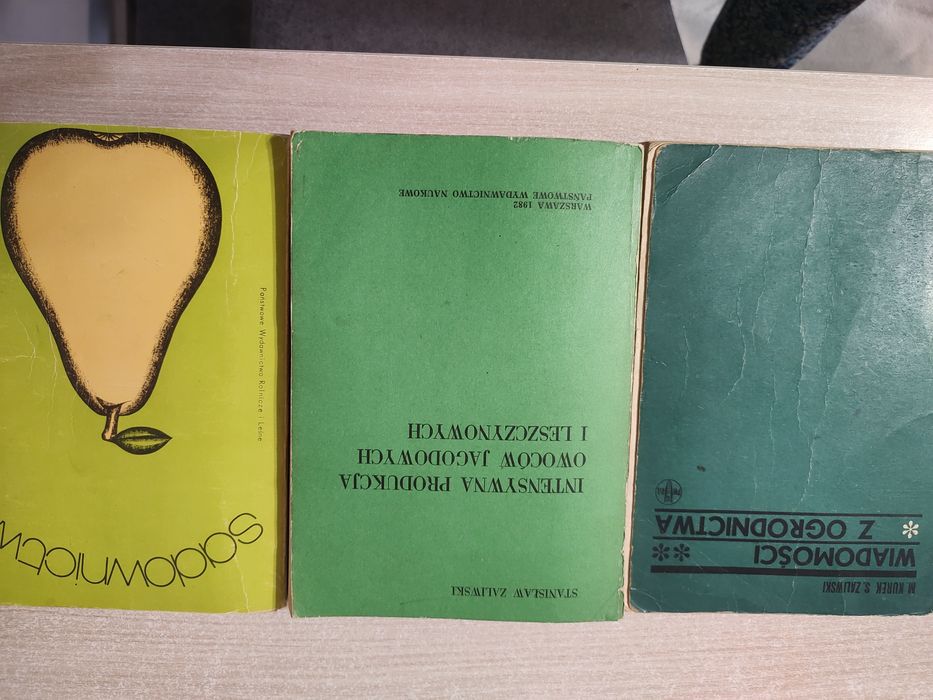 sadownictw
Państwowe Wydawnictwo Rolnicze i Leśne
STANISŁAW ZALIWSKI
INTENSYWNA PRODUKCJA
OWOCÓW JAGODOWYCH
I LESZCZYNOWYCH
WARSZAWA 1982
PAŃSTWOWE WYDAWNICTWO NAUKOWE
M. KUREK S. ZALIWSKI
WIADOMOŚCI **
* Z OGRODNICTWA